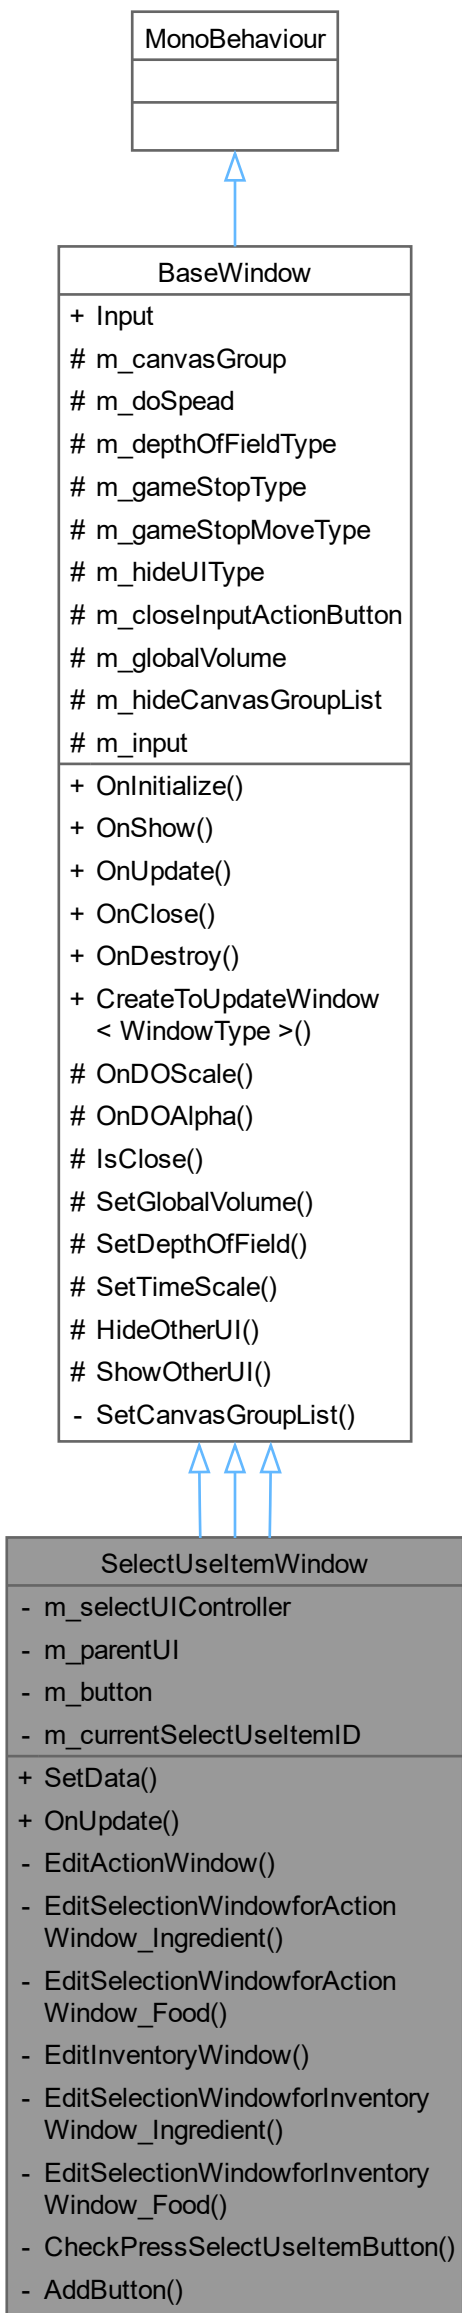 MonoBehaviour
BaseWindow
+ Input
# m_canvasGroup
# m_doSpead
# m_depthOfFieldType
# m_gameStopType
# m_gameStopMoveType
# m_hideUIType
# m_closeInputActionButton
# m_globalVolume
# m_hideCanvasGroupList
# m_input
+ OnInitialize()
+ OnShow()
+ OnUpdate()
+ OnClose()
+ OnDestroy()
+ CreateToUpdateWindow
< WindowType >()
# OnDOScale()
# OnDOAlpha()
# IsClose()
# SetGlobalVolume()
# SetDepthOfField()
# SetTimeScale()
# HideOtherUI()
# ShowOtherUI()
- SetCanvasGroupList()
SelectUseItemWindow
- m_selectUIController
- m_parentUI
- m_button
- m_currentSelectUseItemID
+ SetData()
+ OnUpdate()
- EditActionWindow()
- EditSelectionWindowforAction
Window_Ingredient()
- EditSelectionWindowforAction
Window_Food()
- EditInventoryWindow()
- EditSelectionWindowforInventory
Window_Ingredient()
- EditSelectionWindowforInventory
Window_Food()
- CheckPressSelectUseItemButton()
- AddButton()